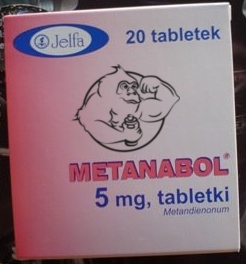 Jelfa
20 tabletek
METANABOL®
5 mg, tabletki
Metandienonum